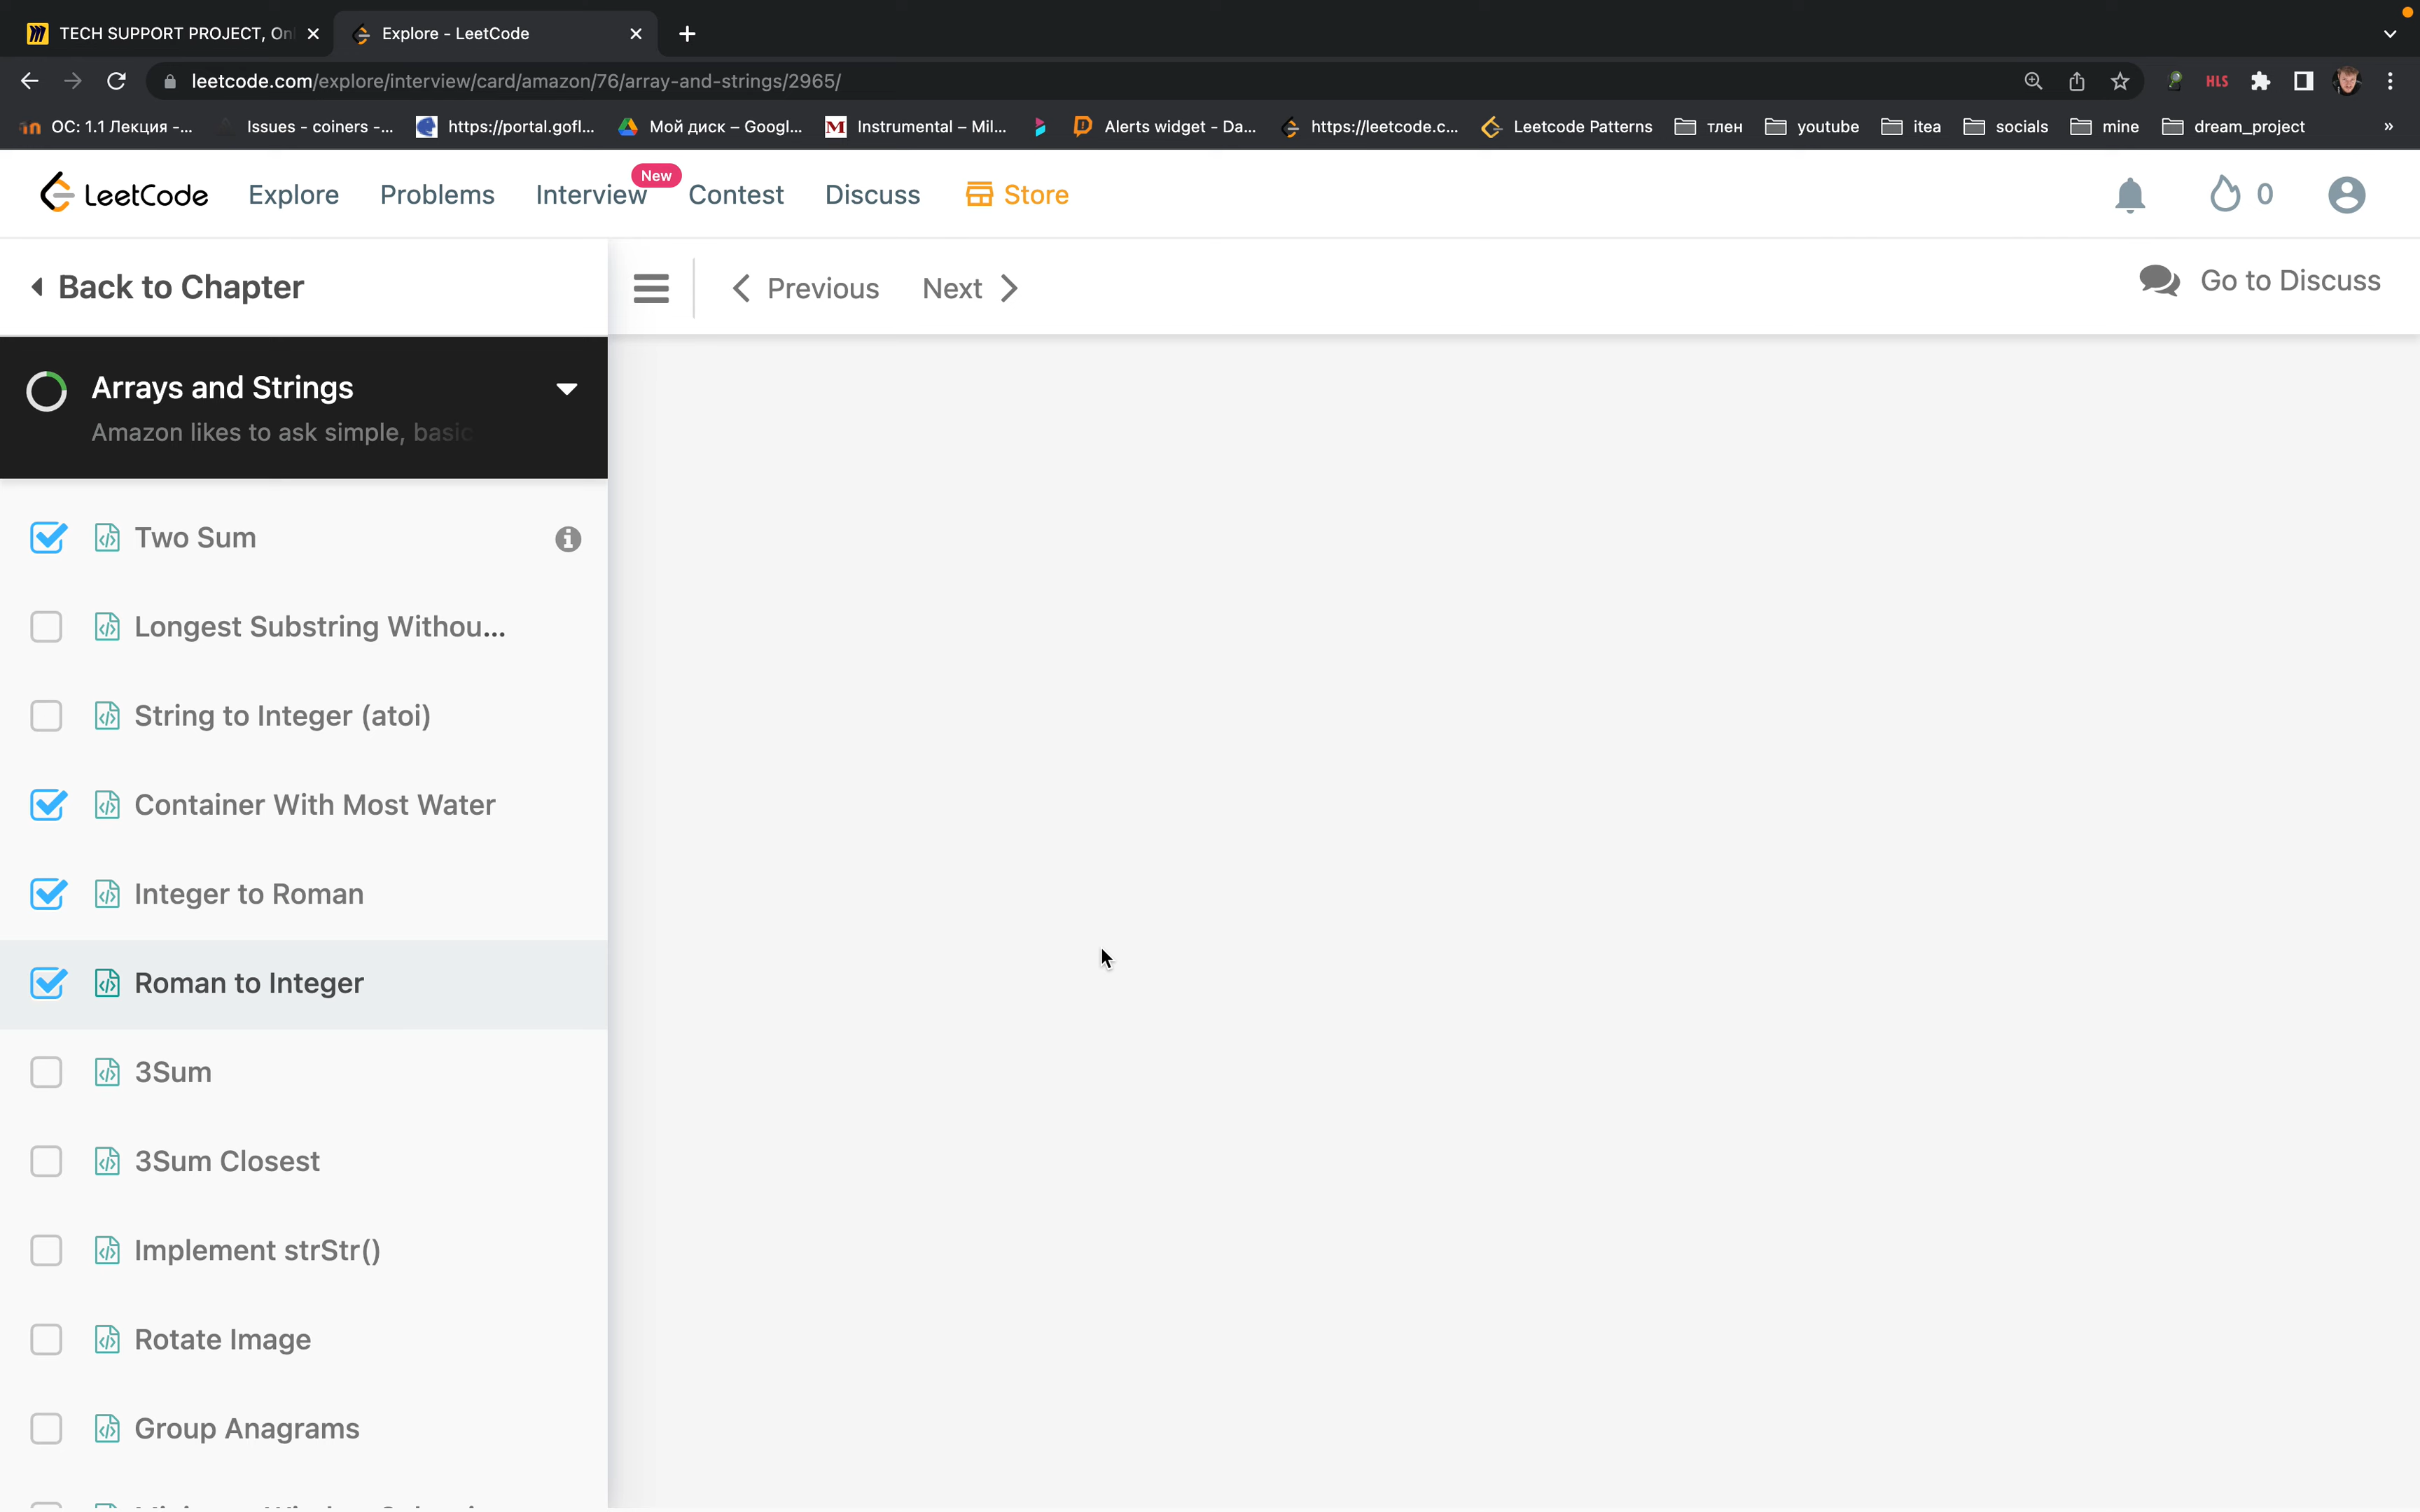 TECH SUPPORT PROJECT, Onl
Explore - LeetCode
leetcode.com/explore/interview/card/amazon/76/array-and-strings/2965/
HLS
ОС: 1.1 Лекция -...
Issues - coiners -...
https://portal.gofl...
Мой диск – Googl...
Instrumental – Mil...
Alerts widget - Da...
https://leetcode.c...
Leetcode Patterns
тлен
youtube
itea
socials
mine
dream_project
»
LeetCode
Explore
Problems
Interview
New
Contest
Discuss
Store
0
Back to Chapter
Previous
Next
Go to Discuss
Arrays and Strings
Amazon likes to ask simple, basic
Two Sum
Longest Substring Withou...
String to Integer (atoi)
Container With Most Water
Integer to Roman
Roman to Integer
3Sum
3Sum Closest
Implement strStr()
Rotate Image
Group Anagrams